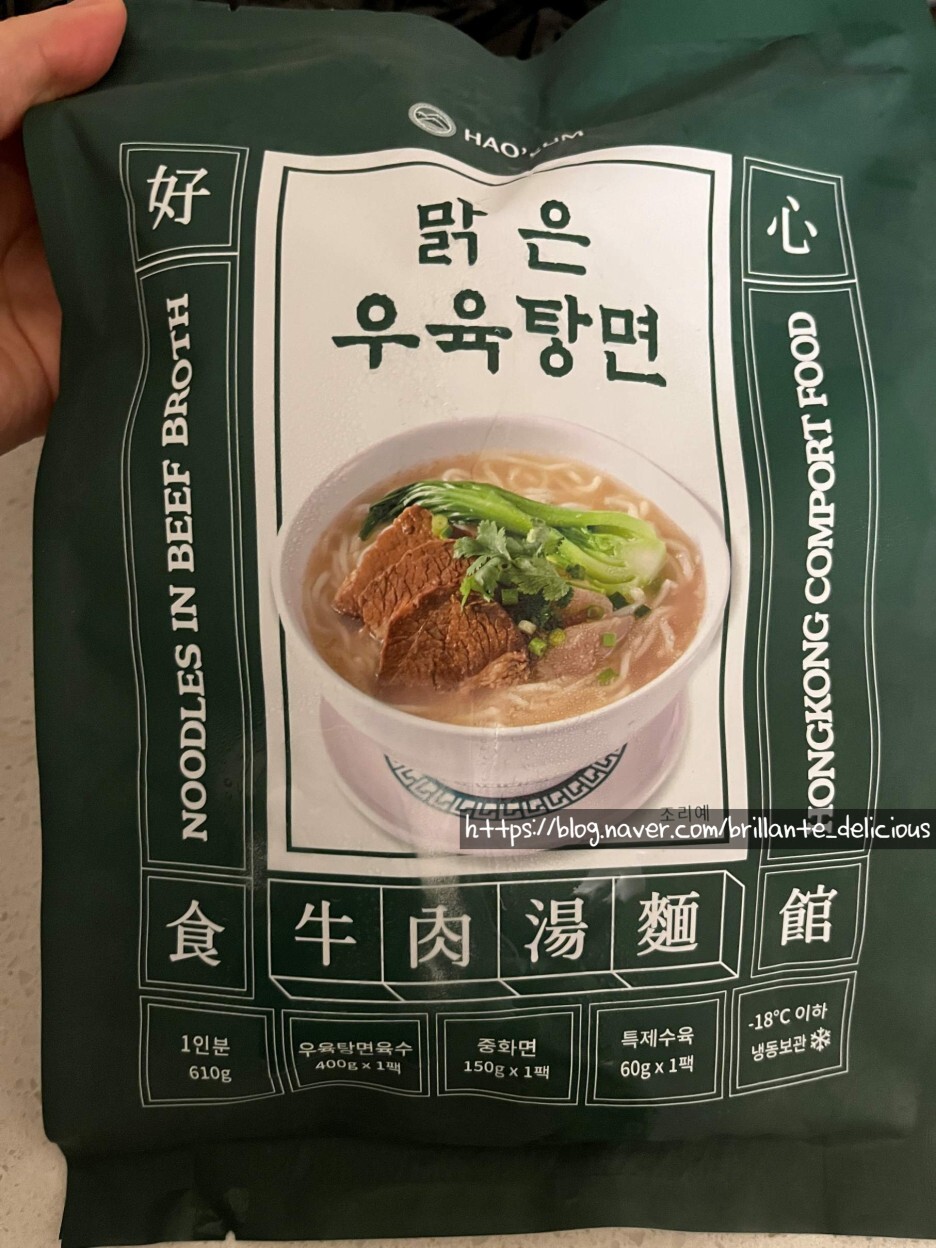 好
心
맑은
우육탕면
NOODLES IN BEEF BROTH
HONGKONG COMPORT FOOD
조리예
https://blog.naver.com/brillante_delicious
食
牛肉湯麵
館
1인분
610g
우육탕면육수
400g x 1팩
중화면
150g x 1팩
특제수육
60g x 1팩
-18°C 이하
냉동보관